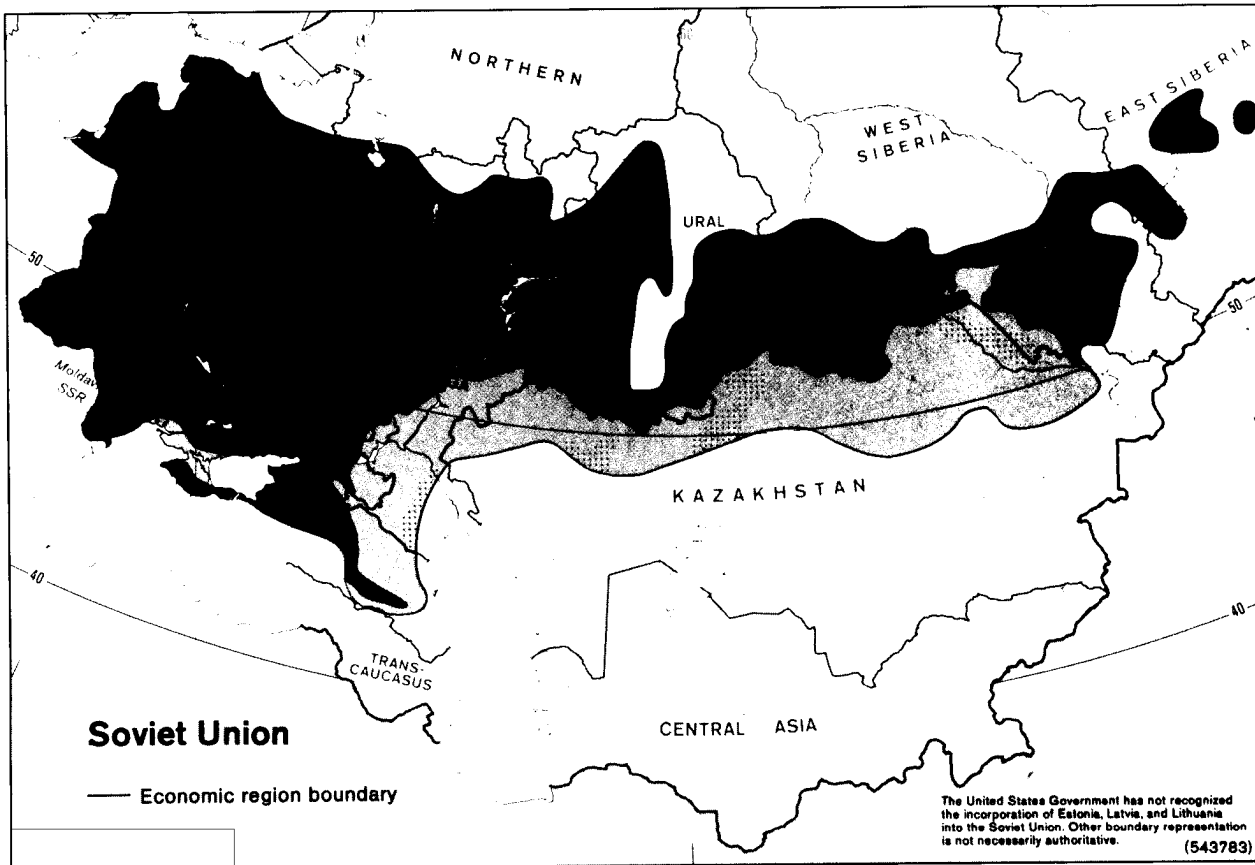 NORTHERN
EAST SIBERIA
WEST
SIBERIA
URAL
50
50
Moldav
SSR
KAZAKHSTAN
40
40
TRANS-
CAUCASUS
CENTRAL ASIA
Soviet Union
Economic region boundary
The United States Government has not recognized
the incorporation of Estonia, Latvia, and Lithuania
into the Soviet Union. Other boundary representation
is not necessarily authoritative.
(543783)